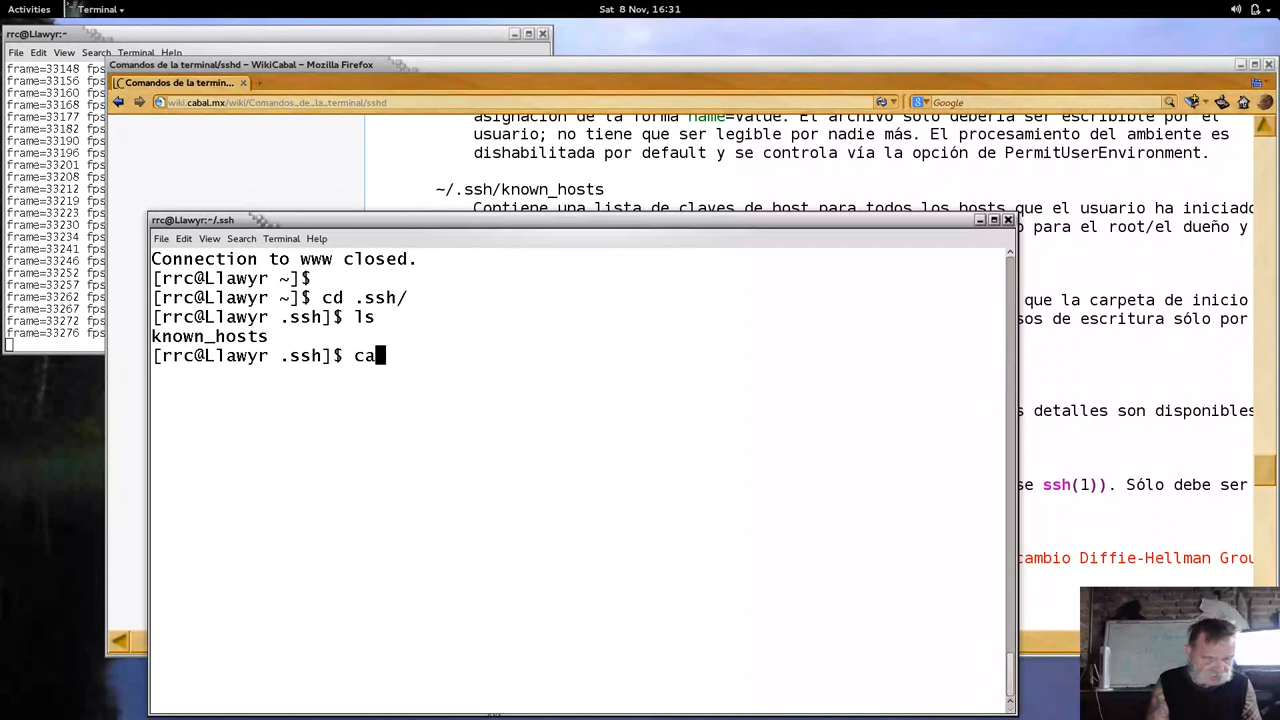 Activities
Terminal
Sat 8 Nov, 16:31
rrc@Llawyr:~
File Edit View Search Terminal Help
frame=33148 fps
frame=33156 fps
frame=33160 fps
frame=33168 fps
frame=33177 fps
frame=33182 fps
frame=33190 fps
frame=33196 fps
frame=33201 fps
frame=33208 fps
frame=33212 fps
frame=33219 fps
frame=33223 fps
frame=33230 fps
frame=33234 fps
frame=33241 fps
frame=33246 fps
frame=33252 fps
frame=33257 fps
frame=33262 fps
frame=33267 fps
frame=33272 fps
frame=33276 fps
Comandos de la terminal/sshd – WikiCabal – Mozilla Firefox
Comandos de la termin...
wiki.cabal.mx/wiki/Comandos_de_la_terminal/sshd
Google
asignación de la forma name=value. El archivo sólo debería ser escribible por el
usuario; no tiene que ser legible por nadie más. El procesamiento del ambiente es
dishabilitada por default y se controla vía la opción de PermitUserEnvironment.
~/.ssh/known_hosts
Contiene una lista de claves de host para todos los hosts que el usuario ha iniciado
o para el root/el dueño y
que la carpeta de inicio
sos de escritura sólo por
s detalles son disponibles
se ssh(1)). Sólo debe ser
cambio Diffie-Hellman Grou
rrc@Llawyr:~/.ssh
File Edit View Search Terminal Help
Connection to www closed.
[rrc@Llawyr ~]$
[rrc@Llawyr ~]$ cd .ssh/
[rrc@Llawyr .ssh]$ ls
known_hosts
[rrc@Llawyr .ssh]$ ca